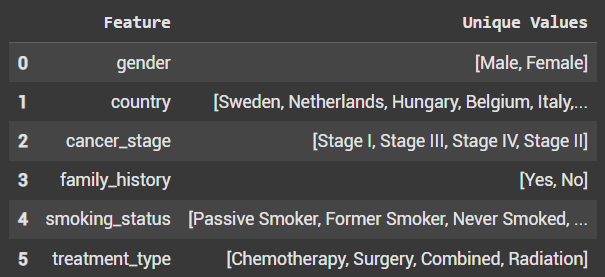 Feature Unique Values
0 gender [Male, Female]
1 country [Sweden, Netherlands, Hungary, Belgium, Italy,...
2 cancer_stage [Stage I, Stage III, Stage IV, Stage II]
3 family_history [Yes, No]
4 smoking_status [Passive Smoker, Former Smoker, Never Smoked, ...
5 treatment_type [Chemotherapy, Surgery, Combined, Radiation]